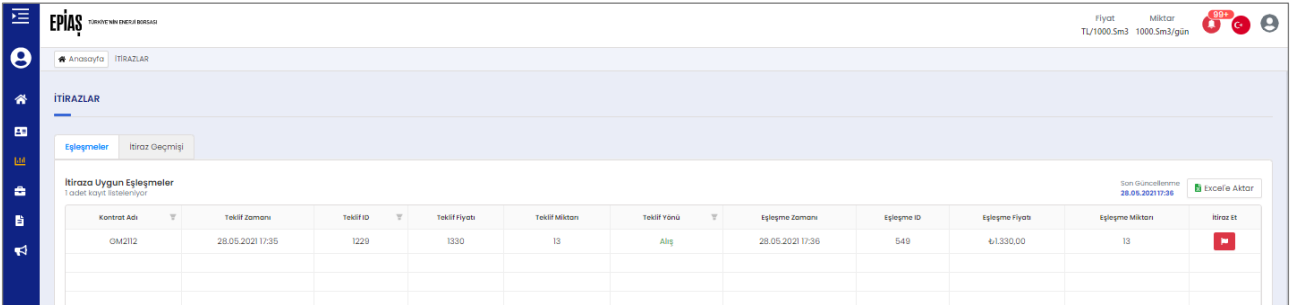 EPİAŞ TÜRKİYE'NİN ENERJİ BORSASI
Fiyat Miktar 99+
TL/1000.Sm3 1000.Sm3/gün
Anasayfa İTİRAZLAR
İTİRAZLAR
Eşleşmeler İtiraz Geçmişi
İtiraza Uygun Eşleşmeler
1 adet kayıt listeleniyor
Son Güncellenme
28.05.2021 17:36
Excel'e Aktar
Kontrat Adı Teklif Zamanı Teklif ID Teklif Fiyatı Teklif Miktarı Teklif Yönü Eşleşme Zamanı Eşleşme ID Eşleşme Fiyatı Eşleşme Miktarı İtiraz Et
GM2112 28.05.2021 17:35 1229 1330 13 Alış 28.05.2021 17:36 549 ₺1.330,00 13